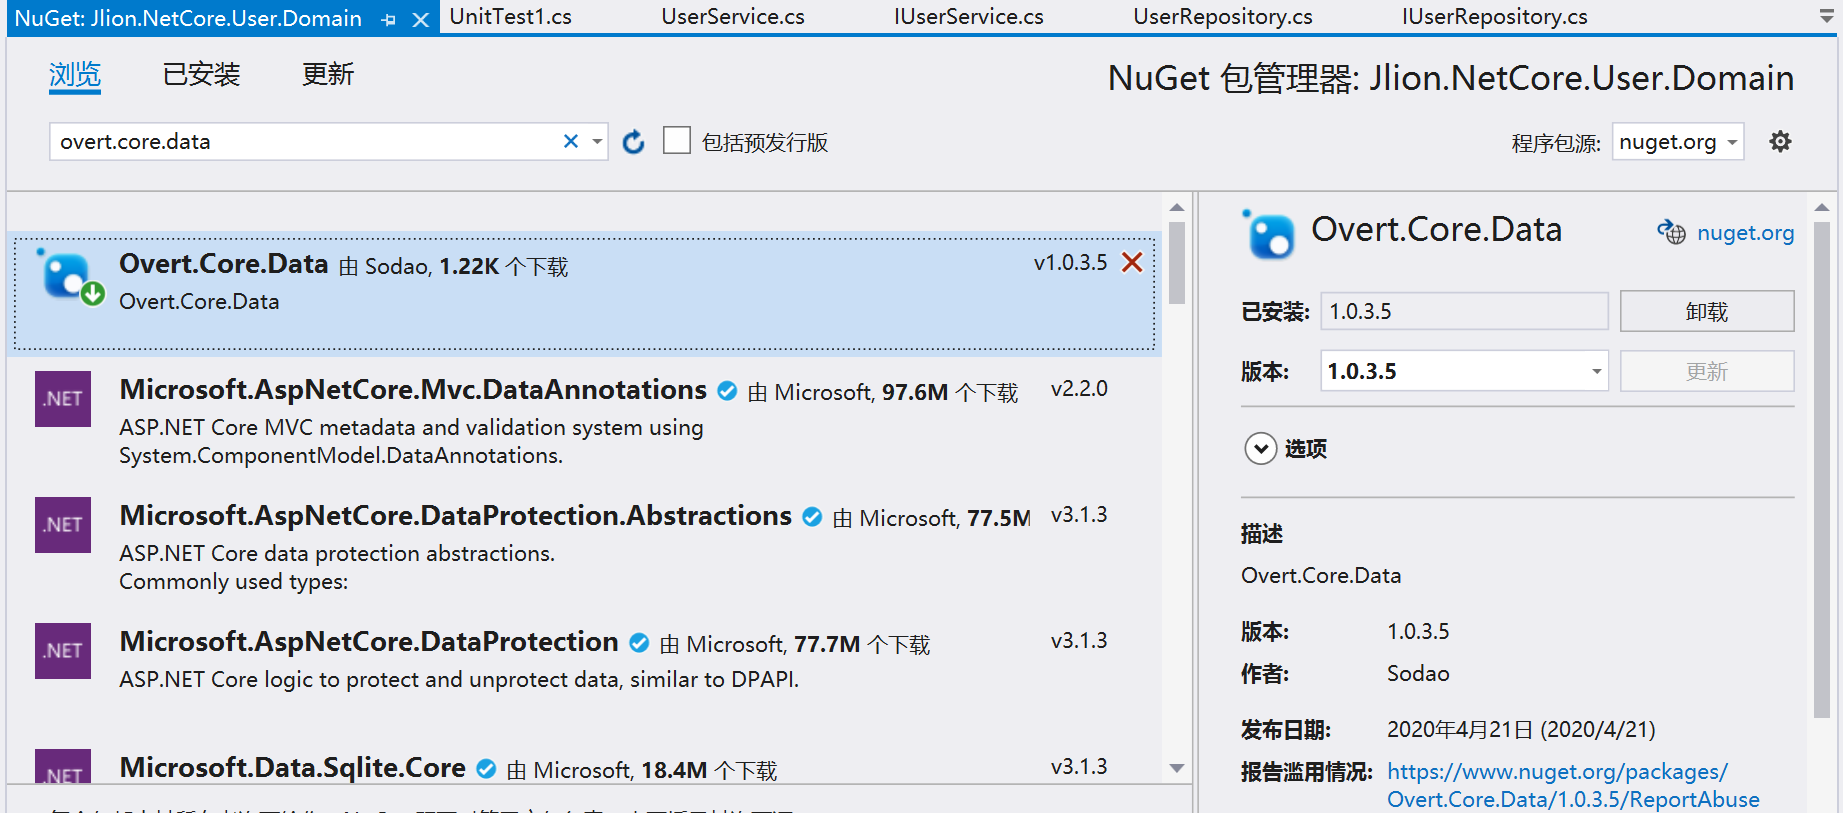 NuGet: Jlion.NetCore.User.Domain
UnitTest1.cs
UserService.cs
IUserService.cs
UserRepository.cs
IUserRepository.cs
浏览
已安装
更新
NuGet 包管理器: Jlion.NetCore.User.Domain
overt.core.data
包括预发行版
程序包源:
nuget.org
Overt.Core.Data 由 Sodao, 1.22K 个下载
v1.0.3.5
Overt.Core.Data
.NET
Microsoft.AspNetCore.Mvc.DataAnnotations 由 Microsoft, 97.6M 个下载
v2.2.0
ASP.NET Core MVC metadata and validation system using
System.ComponentModel.DataAnnotations.
.NET
Microsoft.AspNetCore.DataProtection.Abstractions 由 Microsoft, 77.5M
v3.1.3
ASP.NET Core data protection abstractions.
Commonly used types:
.NET
Microsoft.AspNetCore.DataProtection 由 Microsoft, 77.7M 个下载
v3.1.3
ASP.NET Core logic to protect and unprotect data, similar to DPAPI.
.NET
Microsoft.Data.Sqlite.Core 由 Microsoft, 18.4M 个下载
v3.1.3
Overt.Core.Data
nuget.org
已安装: 1.0.3.5
卸载
版本: 1.0.3.5
更新
选项
描述
Overt.Core.Data
版本: 1.0.3.5
作者: Sodao
发布日期: 2020年4月21日 (2020/4/21)
报告滥用情况: https://www.nuget.org/packages/
Overt.Core.Data/1.0.3.5/ReportAbuse